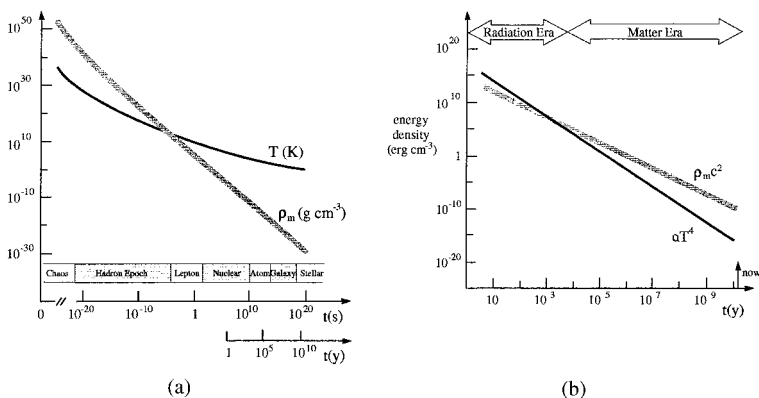 10^50
10^30
10^10
10^-10
10^-30
T (K)
ρm (g cm^-3)
Chaos Hadron Epoch Lepton Nuclear Atom Galaxy Stellar
0 10^-20 10^-10 1 10^10 10^20 t(s)
1 10^5 10^10 t(y)
(a)
Radiation Era Matter Era
10^20
10^10
energy
density
(erg cm^-3)
1
10^-10
10^-20
ρmc^2
aT^4
now
10 10^3 10^5 10^7 10^9
t(y)
(b)